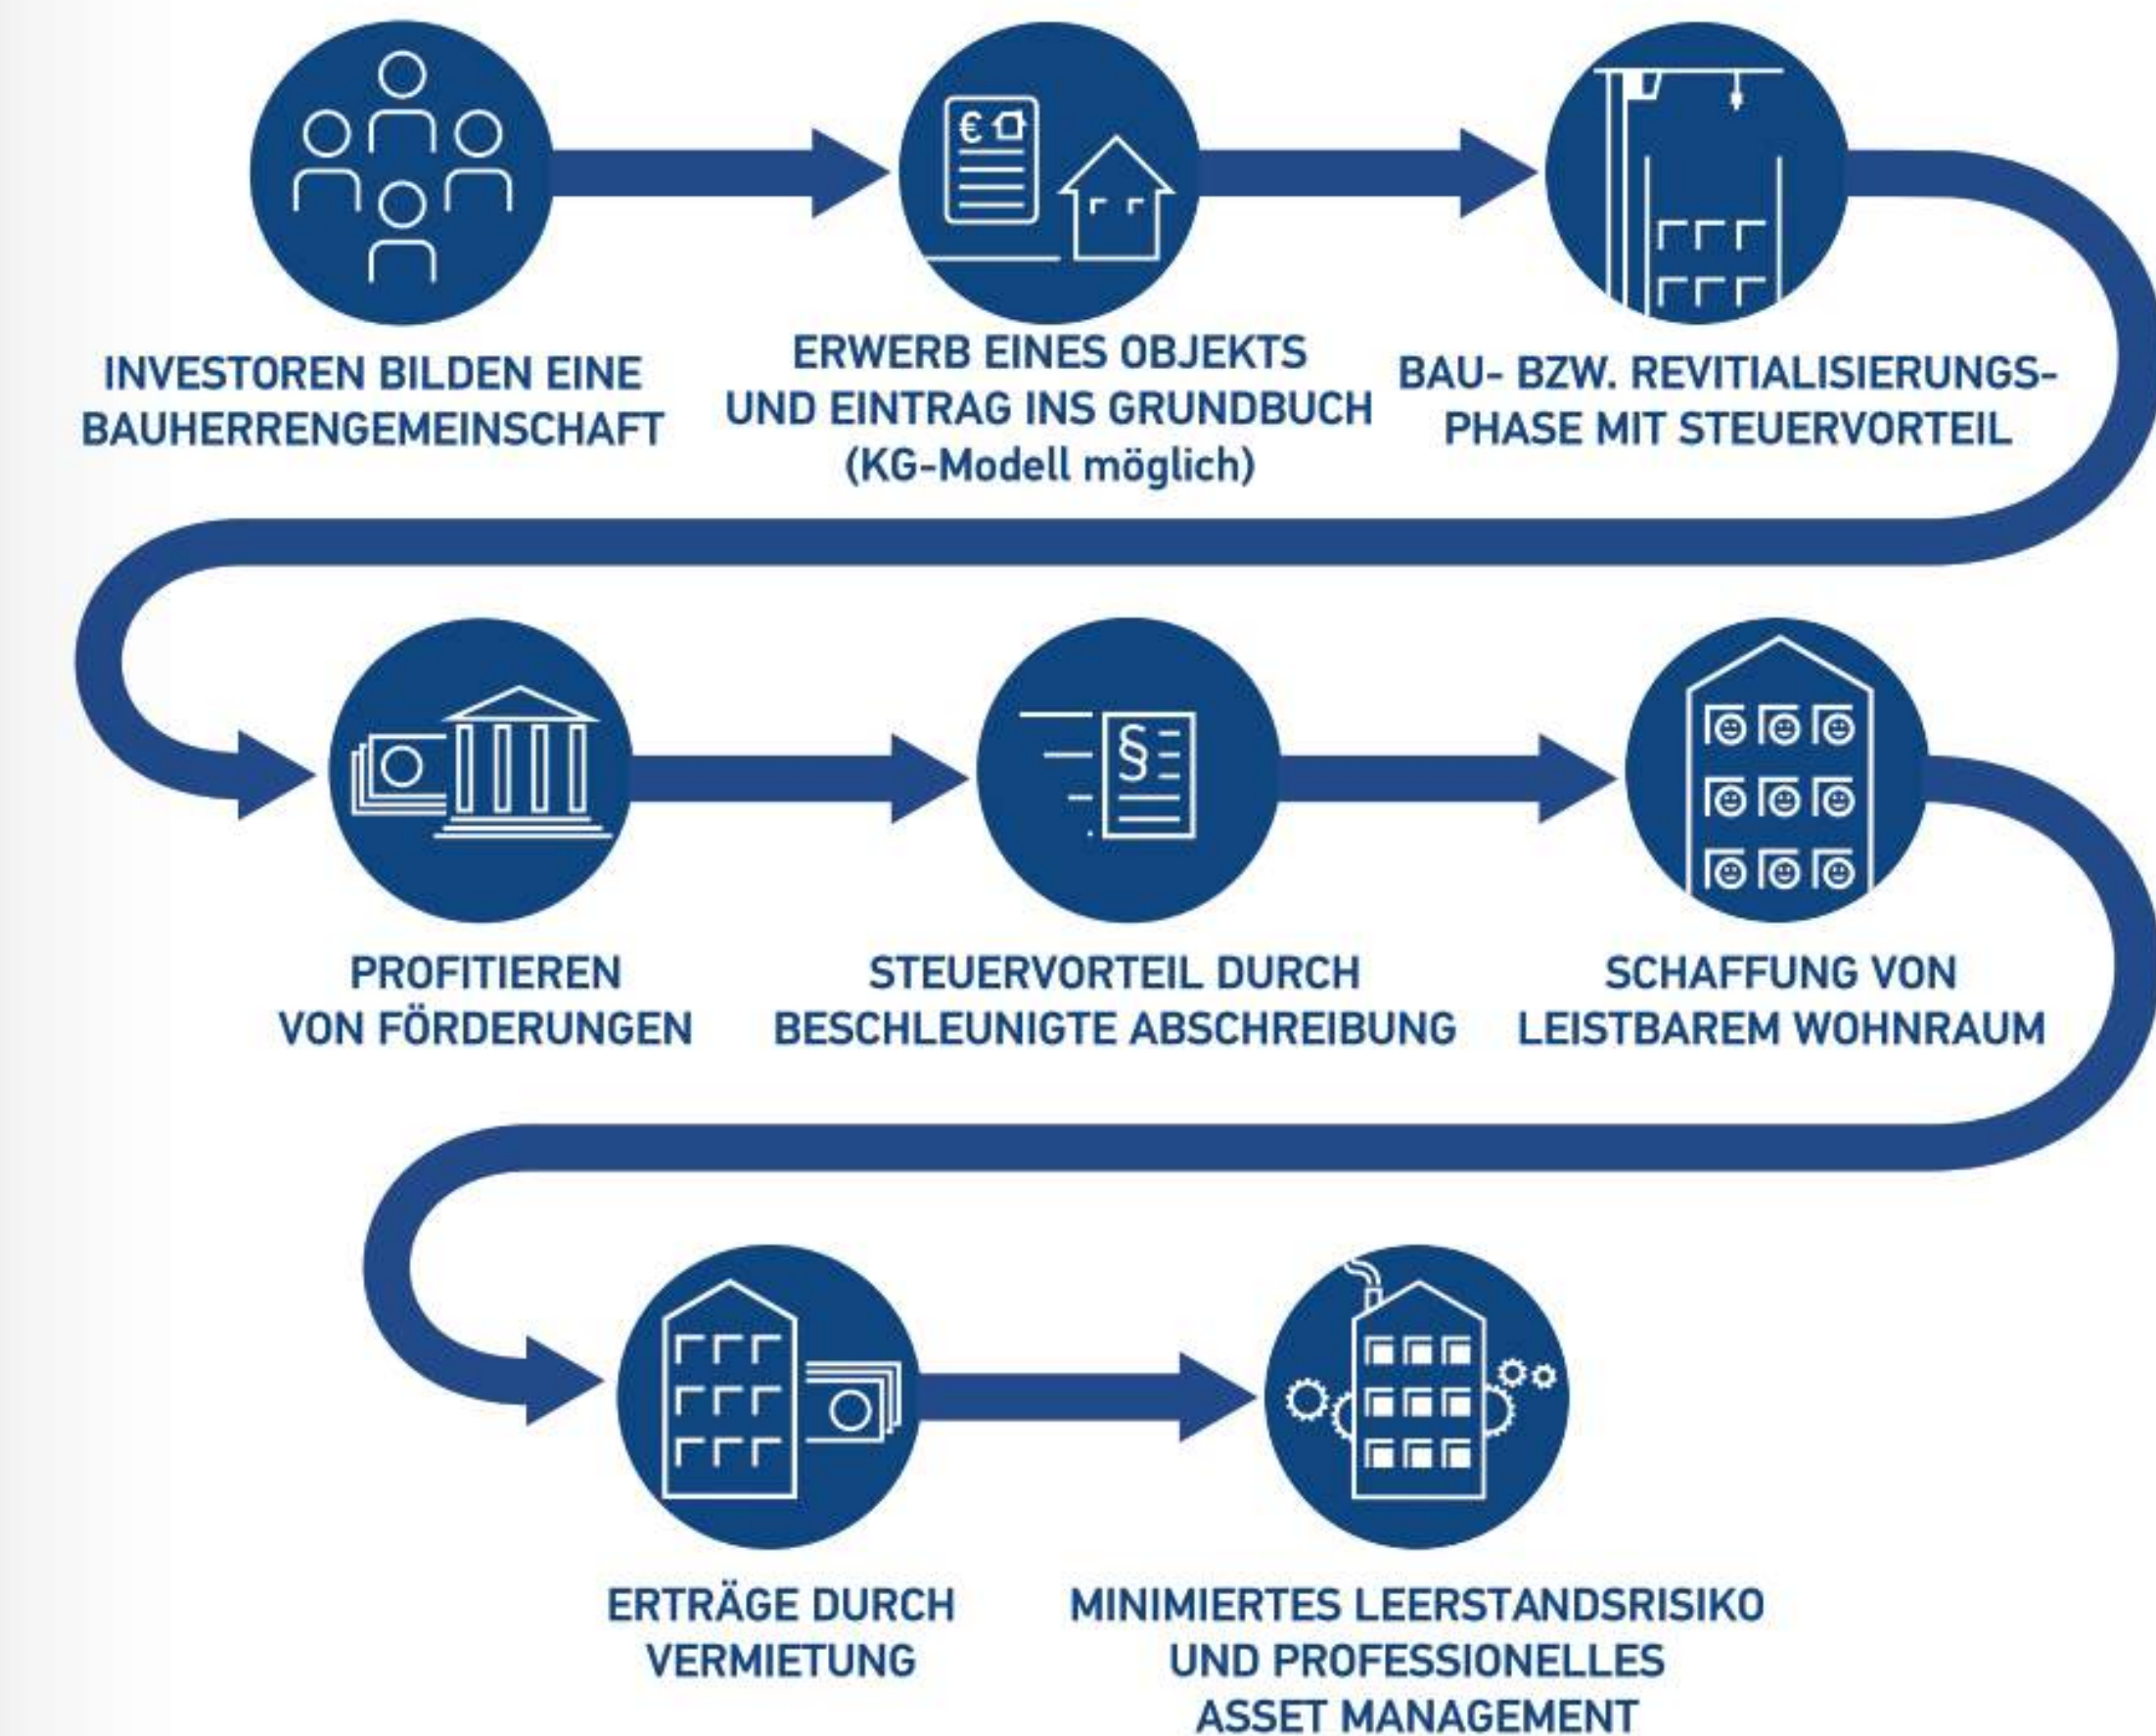 INVESTOREN BILDEN EINE
BAUHERRENGEMEINSCHAFT
ERWERB EINES OBJEKTS
UND EINTRAG INS GRUNDBUCH
(KG-Modell möglich)
BAU- BZW. REVITIALISIERUNGS-
PHASE MIT STEUERVORTEIL
PROFITIEREN
VON FÖRDERUNGEN
STEUERVORTEIL DURCH
BESCHLEUNIGTE ABSCHREIBUNG
SCHAFFUNG VON
LEISTBAREM WOHNRAUM
ERTRÄGE DURCH
VERMIETUNG
MINIMIERTES LEERSTANDSRISIKO
UND PROFESSIONELLES
ASSET MANAGEMENT